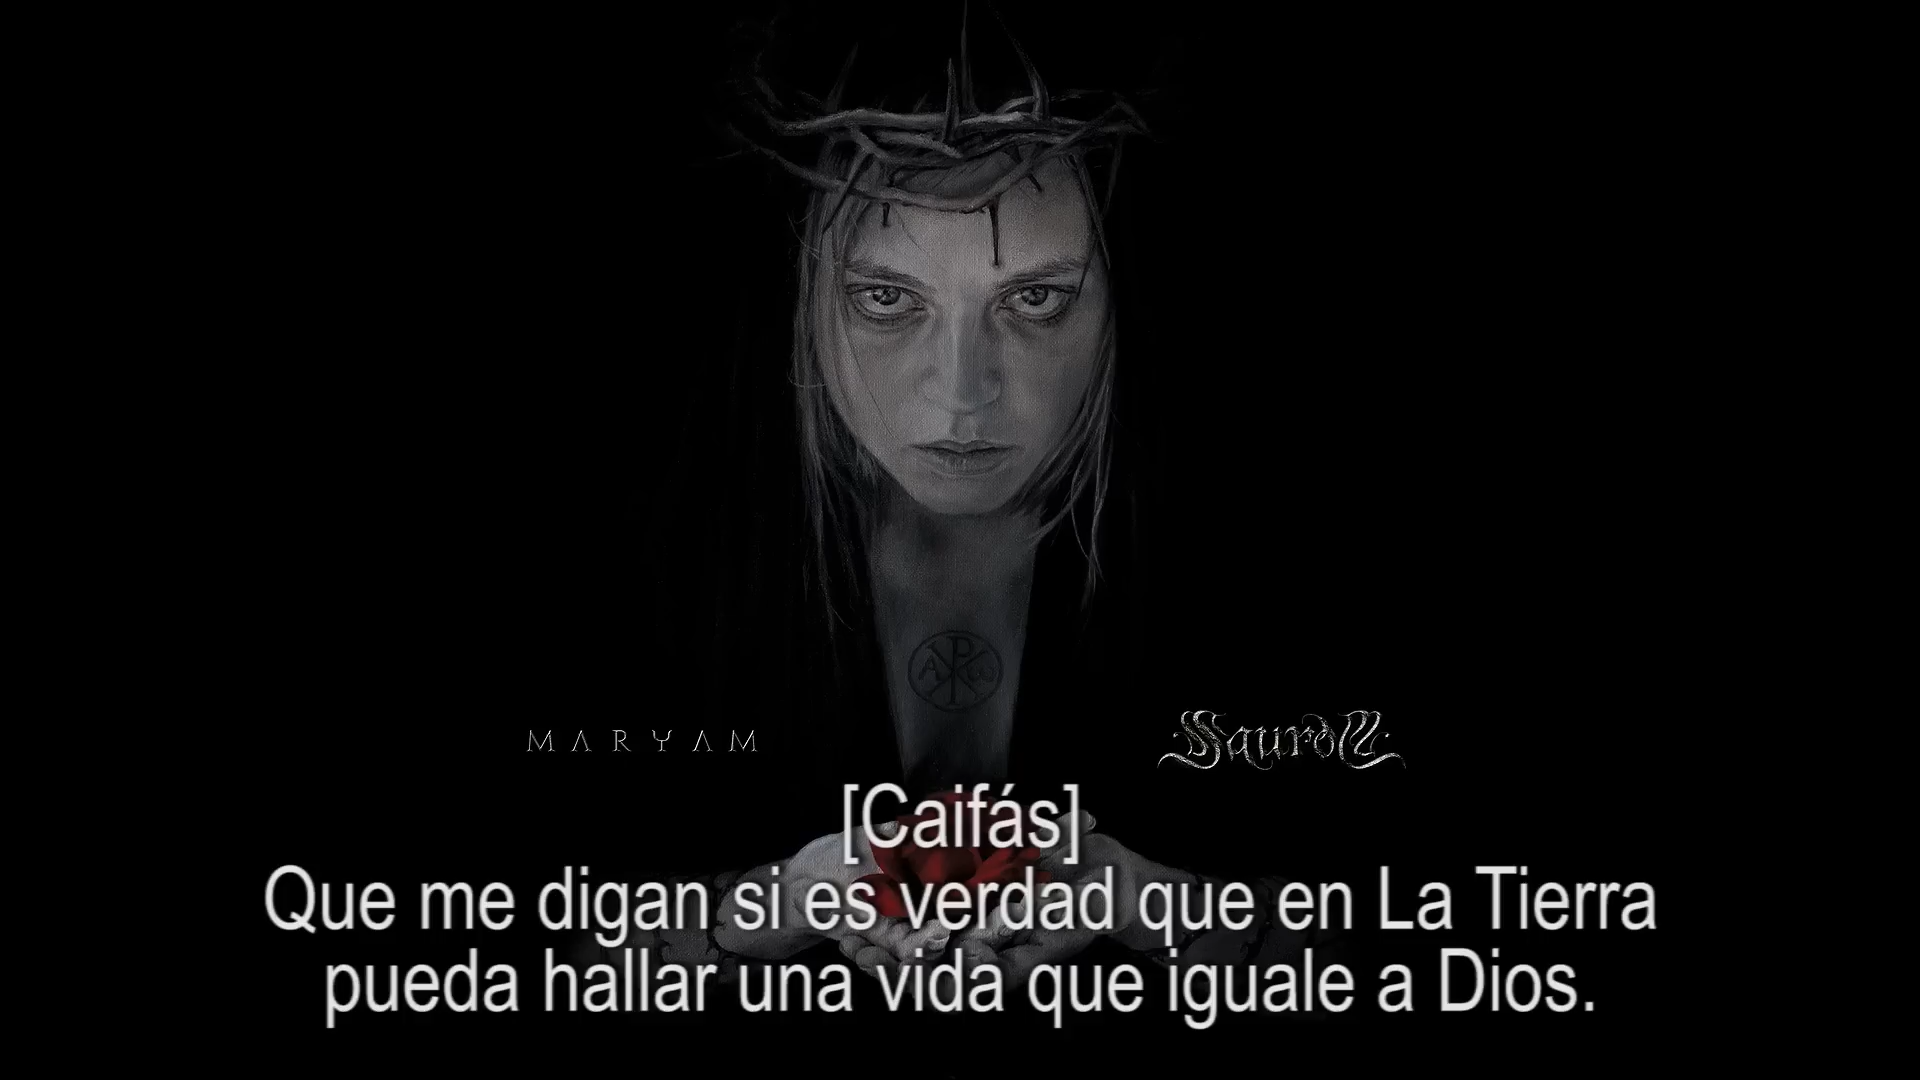 MARYAM
Saurom
[Caifás]
Que me digan si es verdad que en La Tierra
pueda hallar una vida que iguale a Dios.